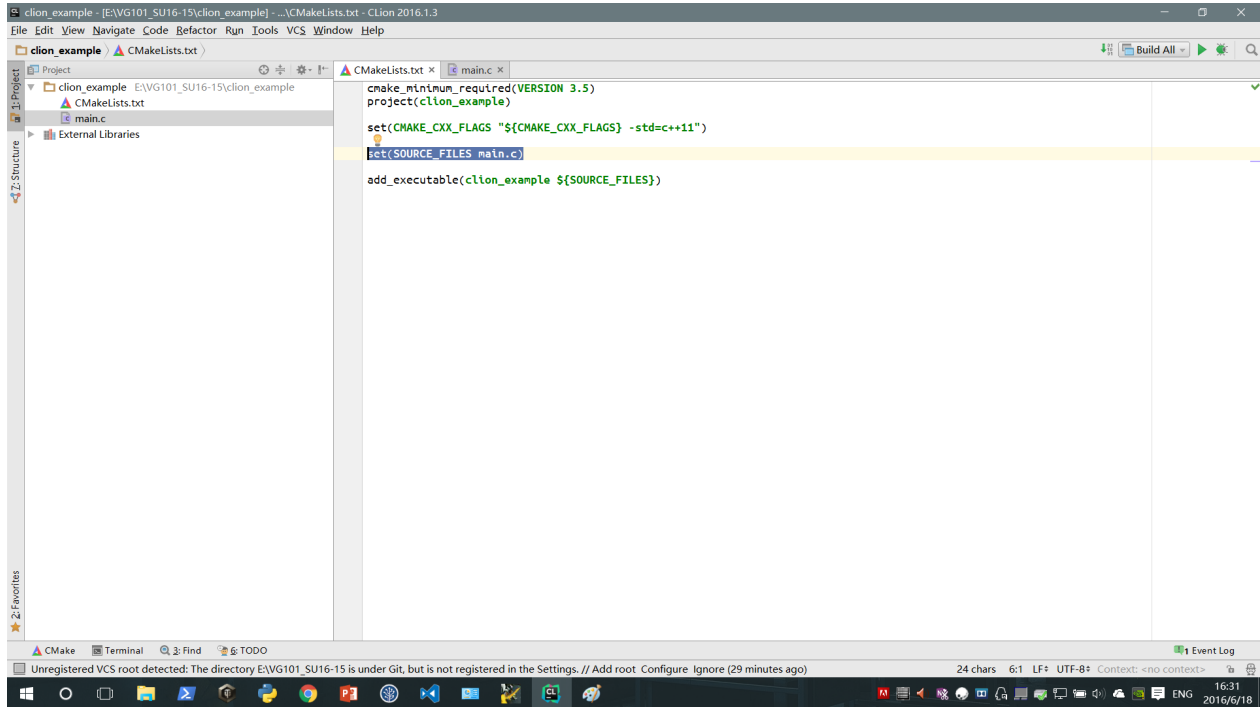 clion_example - [E:\VG101_SU16-15\clion_example] - ...\CMakeLists.txt - CLion 2016.1.3
File Edit View Navigate Code Refactor Run Tools VCS Window Help
clion_example CMakeLists.txt
Build All
1: Project
Z: Structure
2: Favorites
Project
clion_example E:\VG101_SU16-15\clion_example
CMakeLists.txt
main.c
External Libraries
CMakeLists.txt × main.c ×
cmake_minimum_required(VERSION 3.5)
project(clion_example)
set(CMAKE_CXX_FLAGS "${CMAKE_CXX_FLAGS} -std=c++11")
set(SOURCE_FILES main.c)
add_executable(clion_example ${SOURCE_FILES})
CMake Terminal 3: Find 6: TODO
1 Event Log
Unregistered VCS root detected: The directory E:\VG101_SU16-15 is under Git, but is not registered in the Settings. // Add root Configure Ignore (29 minutes ago)
24 chars 6:1 LF÷ UTF-8÷ Context: <no context>
ENG
16:31
2016/6/18